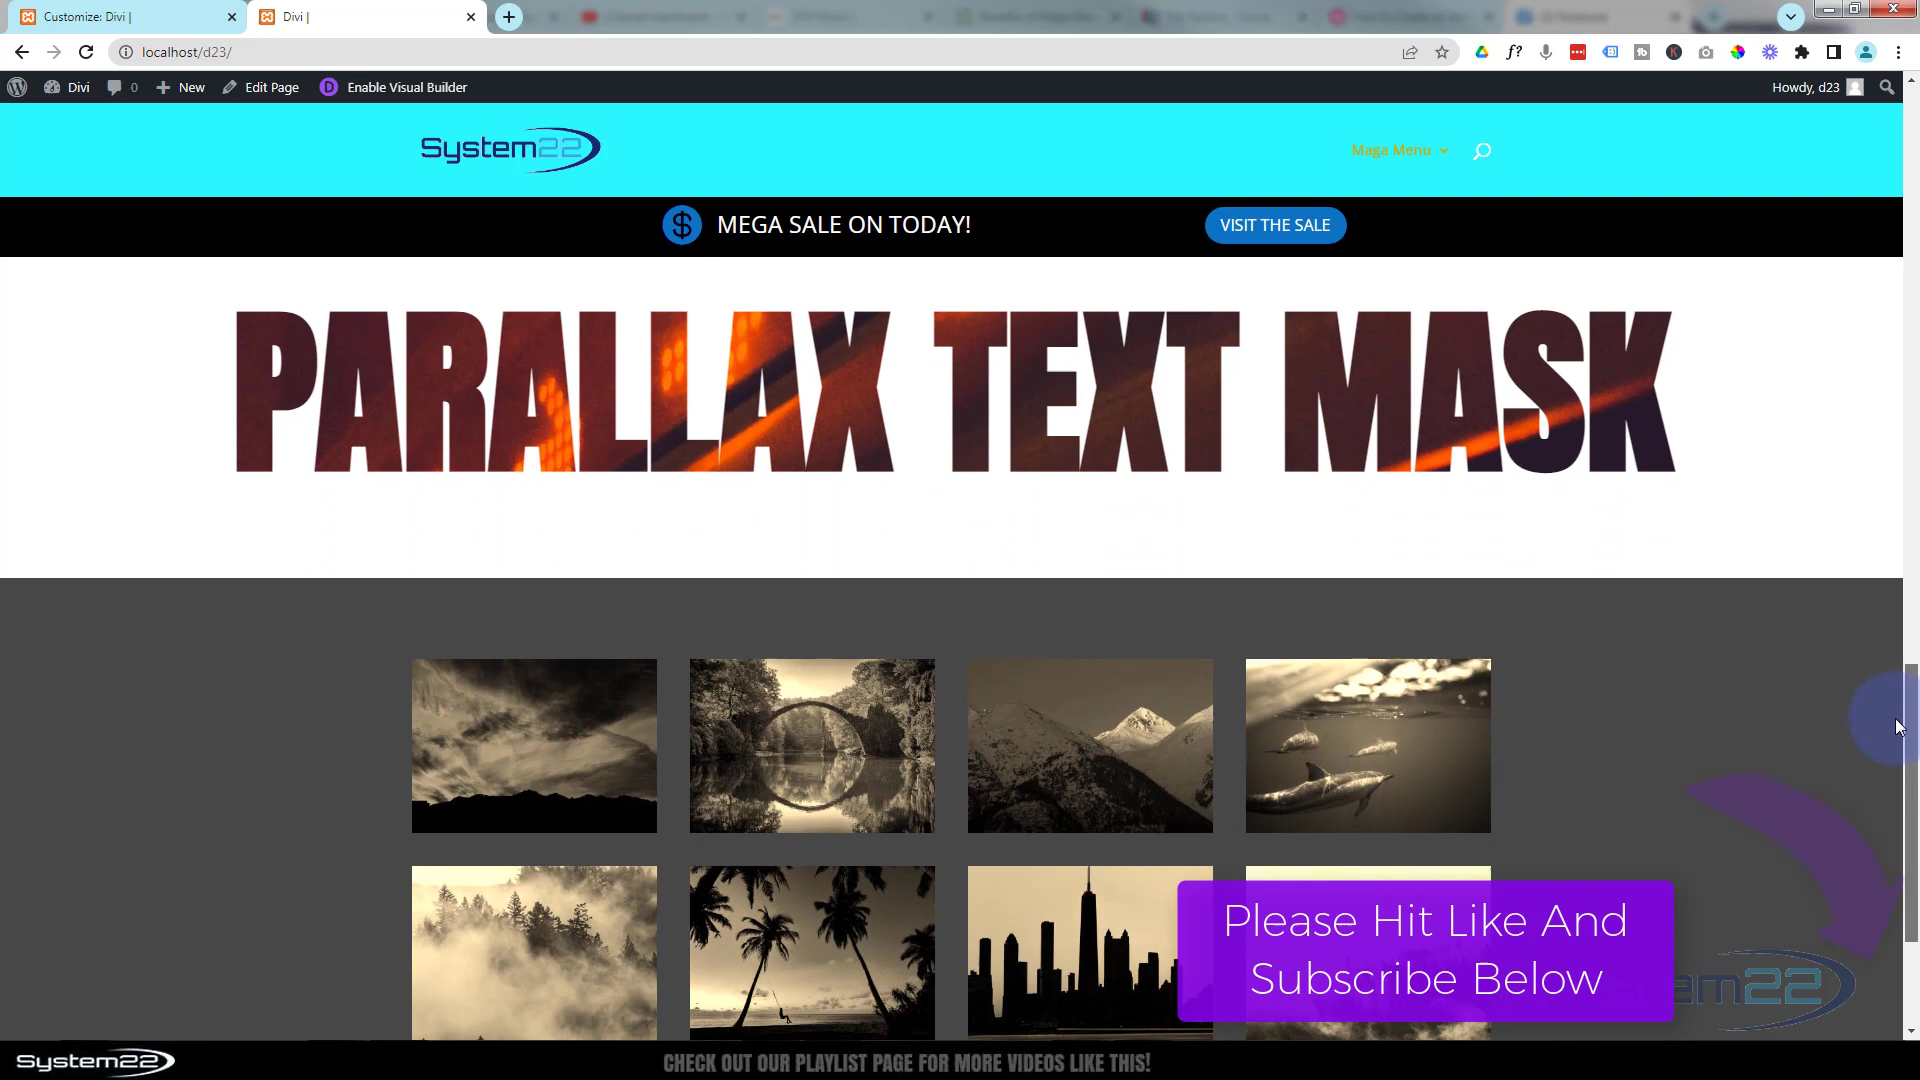 Customize: Divi |
Divi |
localhost/d23/
Divi
0
New
Edit Page
Enable Visual Builder
Howdy, d23
System22
Maga Menu
$
MEGA SALE ON TODAY!
VISIT THE SALE
PARALLAX TEXT MASK
Please Hit Like And
Subscribe Below
em22
System22
CHECK OUT OUR PLAYLIST PAGE FOR MORE VIDEOS LIKE THIS!